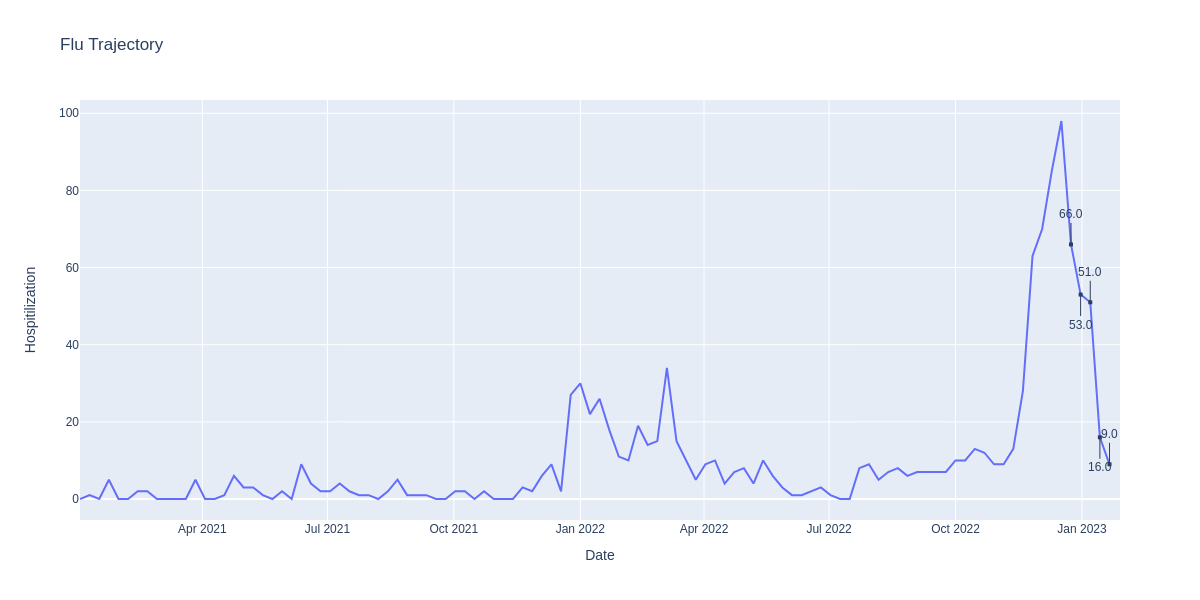 Flu Trajectory
Hospitilization
100
80
60
40
20
0
66.0
51.0
53.0
9.0
16.0
Apr 2021
Jul 2021
Oct 2021
Jan 2022
Apr 2022
Jul 2022
Oct 2022
Jan 2023
Date